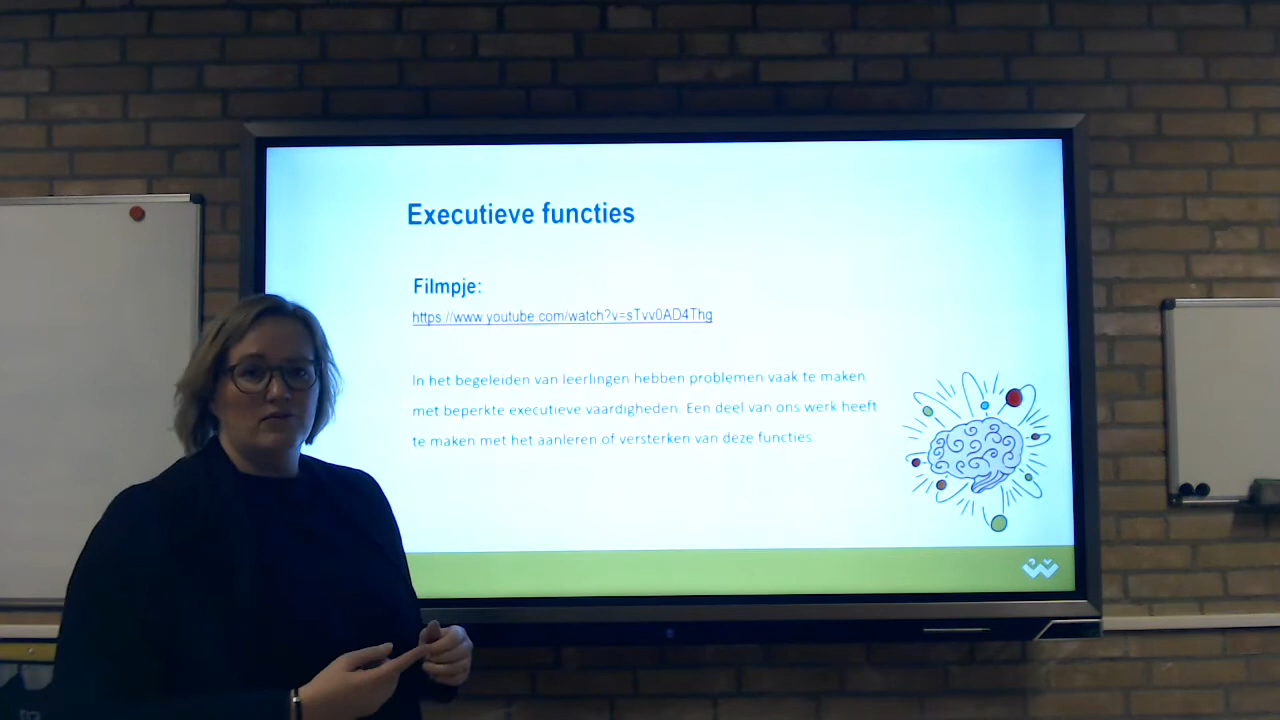 Executieve functies
Filmpje:
https://www.youtube.com/watch?v=sTvv0AD4Thg
In het begeleiden van leerlingen hebben problemen vaak te maken
met beperkte executieve vaardigheden. Een deel van ons werk heeft
te maken met het aanleren of versterken van deze functies.